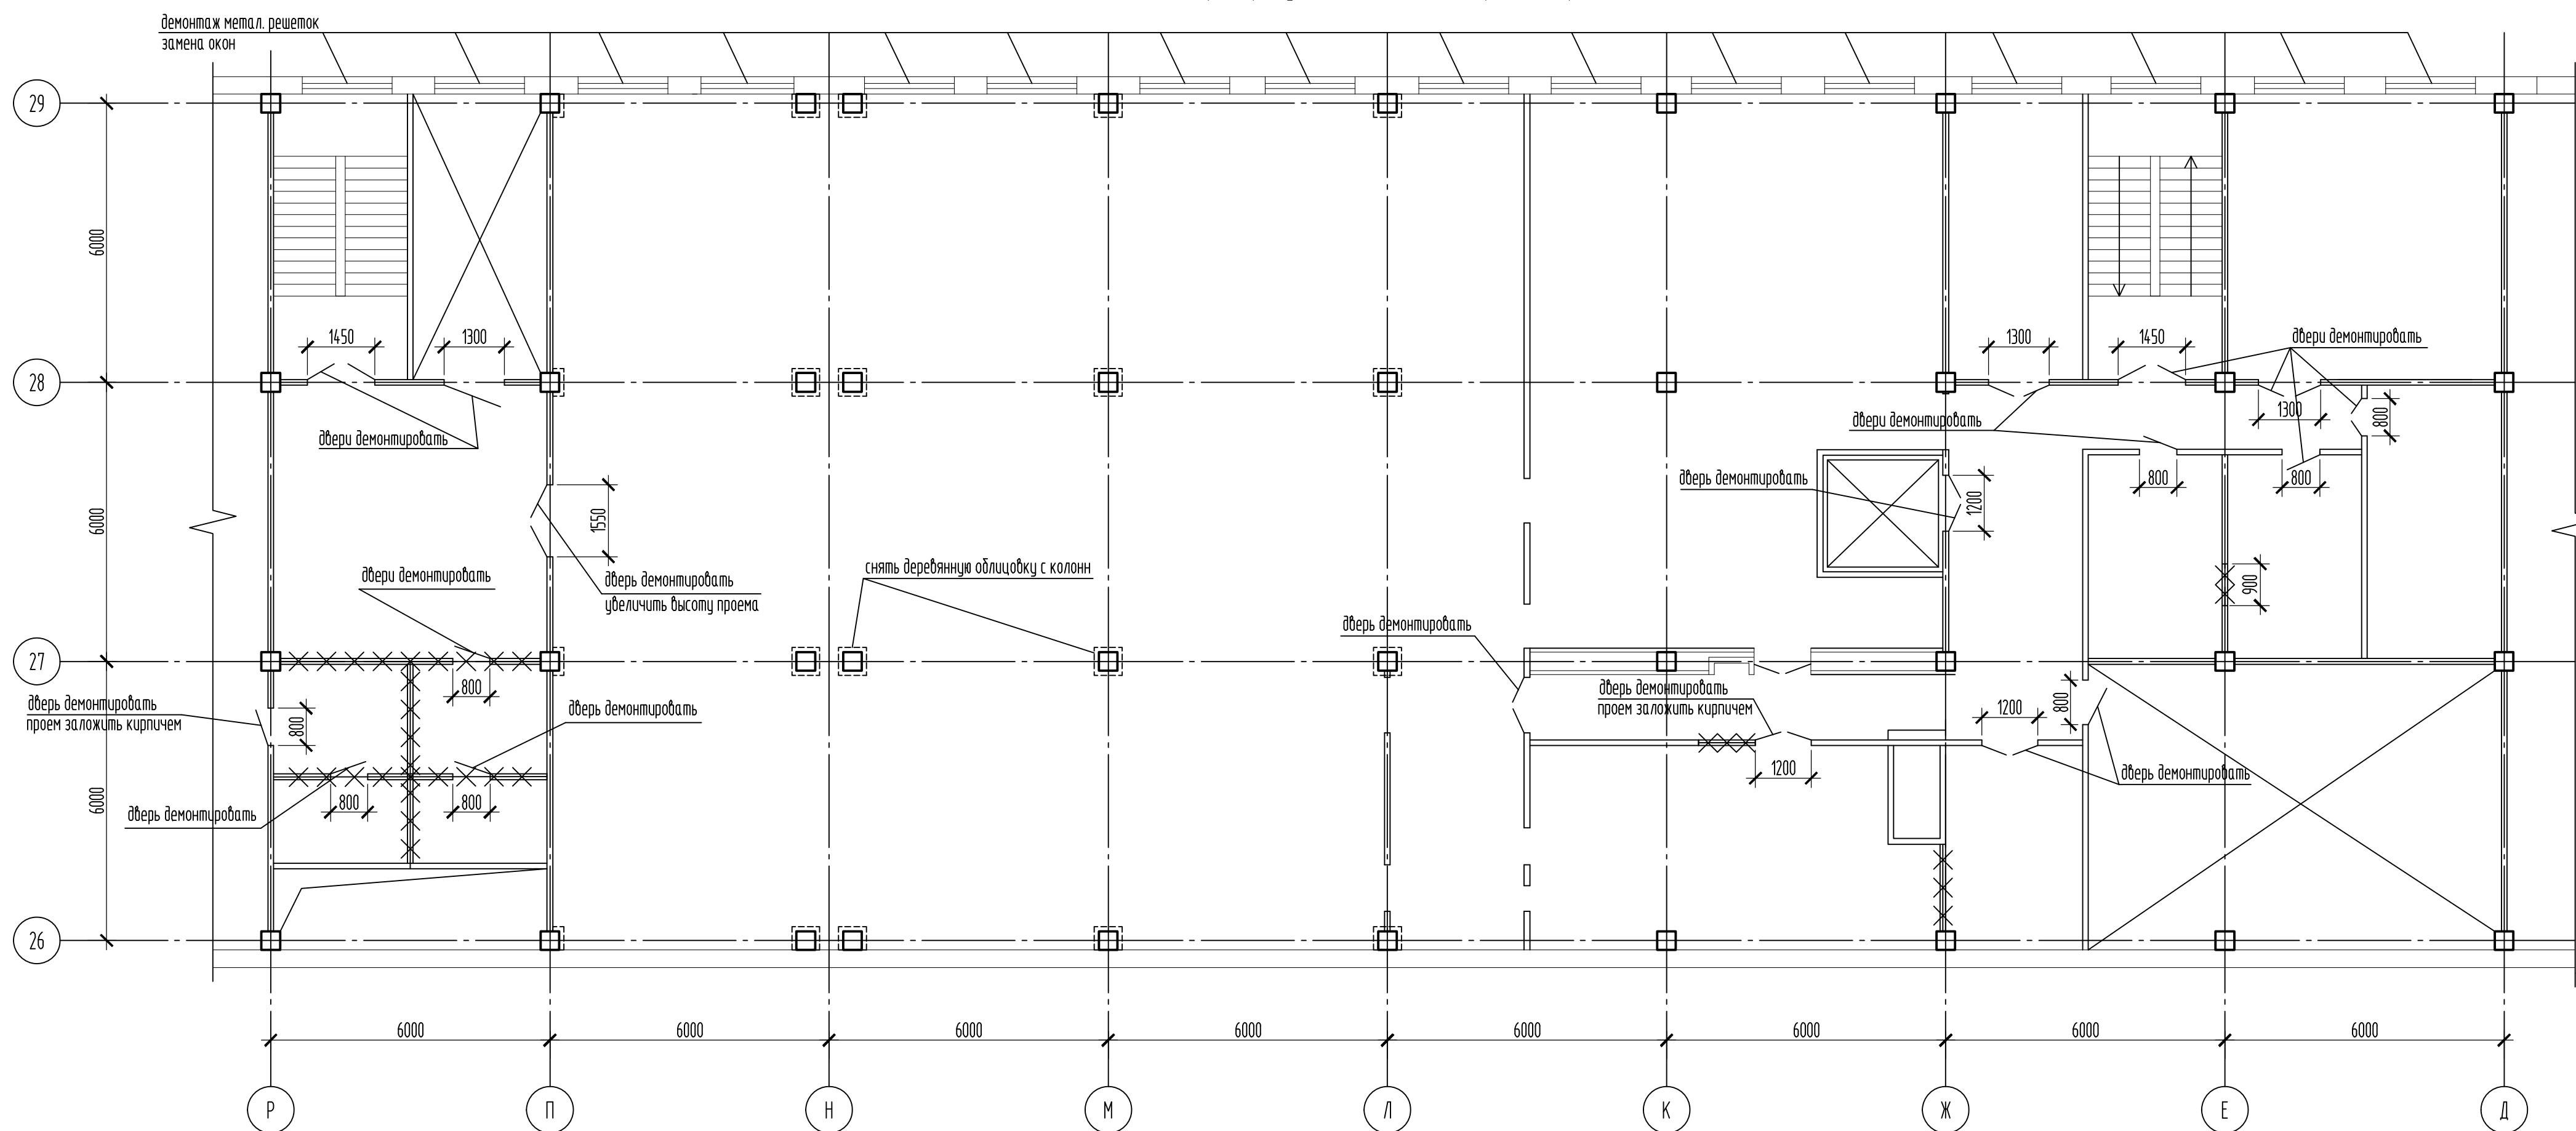 демонтаж метал. решеток
замена окон
29
6000
1450
1300
1300
1450
двери демонтировать
28
1300
800
двери демонтировать
двери демонтировать
800
800
дверь демонтировать
1200
6000
1550
снять деревянную облицовку с колонн
двери демонтировать
дверь демонтировать
увеличить высоту проема
900
дверь демонтировать
27
800
дверь демонтировать
проем заложить кирпичем
800
дверь демонтировать
дверь демонтировать
проем заложить кирпичем
800
1200
1200
дверь демонтировать
6000
800
800
дверь демонтировать
26
6000
6000
6000
6000
6000
6000
6000
6000
Р
П
Н
М
Л
К
Ж
Е
Д